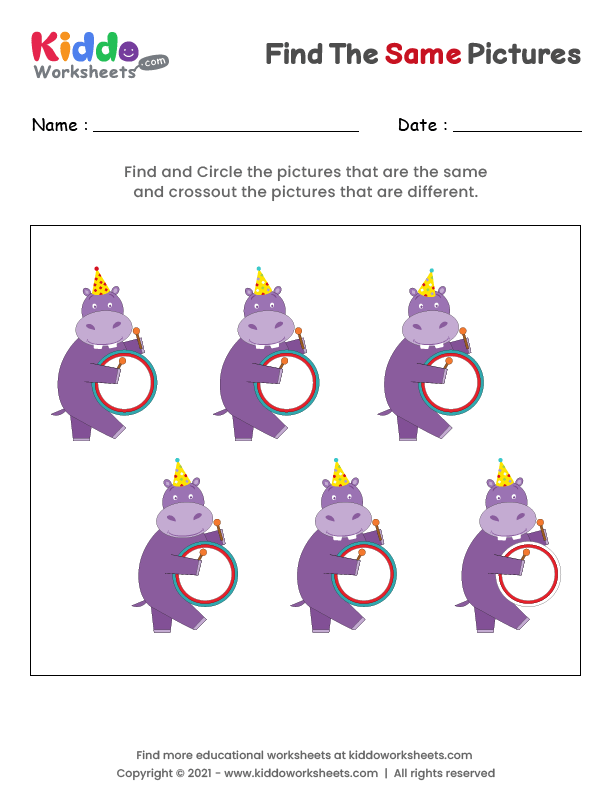 Kiddo
Worksheets.com
Find The Same Pictures
Name :
Date :
Find and Circle the pictures that are the same
and crossout the pictures that are different.
Find more educational worksheets at kiddoworksheets.com
Copyright © 2021 - www.kiddoworksheets.com | All rights reserved